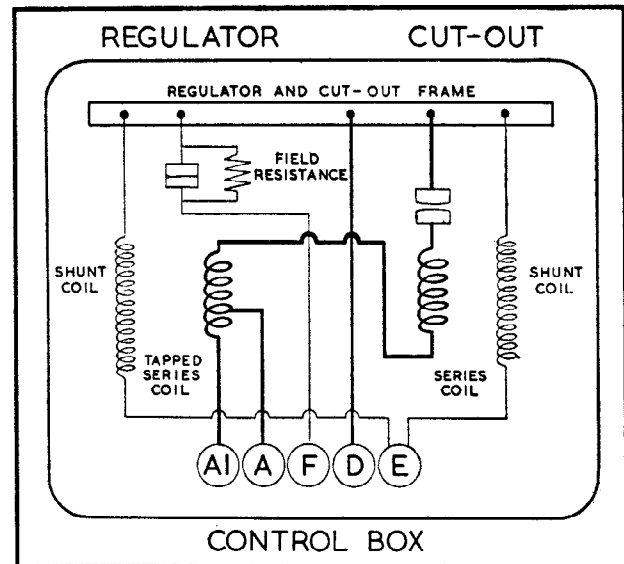 REGULATOR CUT-OUT
REGULATOR AND CUT-OUT FRAME
FIELD
RESISTANCE
SHUNT
COIL
SHUNT
COIL
TAPPED
SERIES
COIL
SERIES
COIL
A1 A F D E
CONTROL BOX